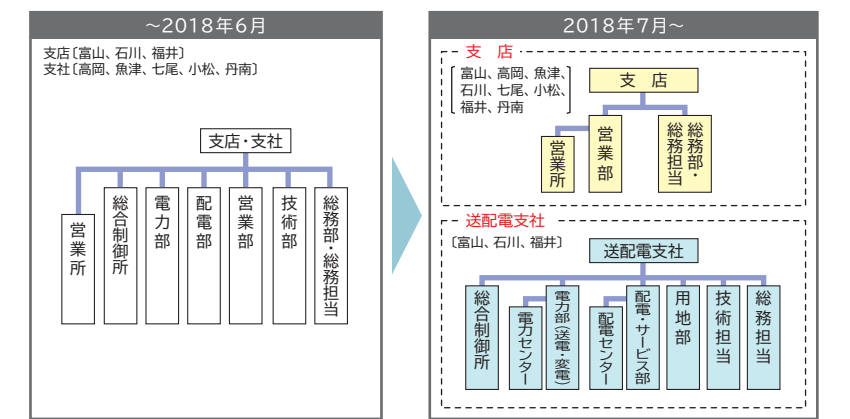 ～2018年6月
支店〔富山、石川、福井〕
支社〔高岡、魚津、七尾、小松、丹南〕
支店・支社
営業所
総合制御所
電力部
配電部
営業部
技術部
総務部・総務担当
2018年7月～
支　店
富山、高岡、魚津、
石川、七尾、小松、
福井、丹南
支　店
営業所
営業部
総務部・
総務担当
送配電支社
〔富山、石川、福井〕
送配電支社
総合制御所
電力センター
電力部（送電・変電）
配電センター
配電・サービス部
用地部
技術担当
総務担当